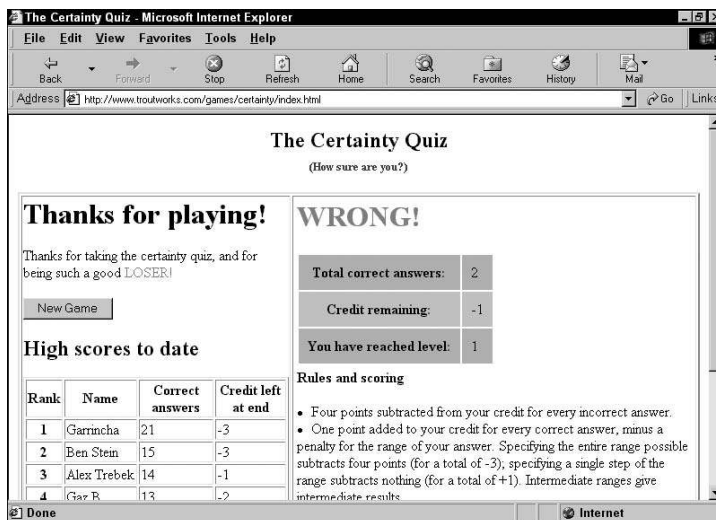 The Certainty Quiz - Microsoft Internet Explorer
File Edit View Favorites Tools Help
Back Forward Stop Refresh Home Search Favorites History Mail
Address http://www.troutworks.com/games/certainty/index.html Go Links
The Certainty Quiz
(How sure are you?)
Thanks for playing!
Thanks for taking the certainty quiz, and for
being such a good LOSER!
New Game
High scores to date
Rank Name Correct answers Credit left at end
1 Garrincha 21 -3
2 Ben Stein 15 -3
3 Alex Trebek 14 -1
4 Gaz B 13 -2
WRONG!
Total correct answers: 2
Credit remaining: -1
You have reached level: 1
Rules and scoring
• Four points subtracted from your credit for every incorrect answer.
• One point added to your credit for every correct answer, minus a
penalty for the range of your answer. Specifying the entire range possible
subtracts four points (for a total of -3); specifying a single step of the
range subtracts nothing (for a total of +1). Intermediate ranges give
intermediate results.
Done Internet